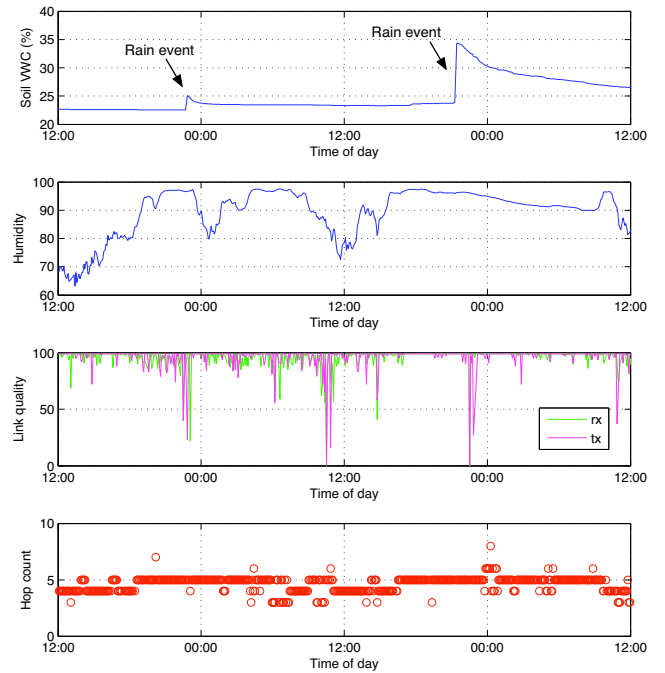 40
35
30
25
20
Soil VWC (%)
Rain event
Rain event
12:00 00:00 12:00 00:00 12:00
Time of day
100
90
80
70
60
Humidity
12:00 00:00 12:00 00:00 12:00
Time of day
100
50
0
Link quality
rx
tx
12:00 00:00 12:00 00:00 12:00
Time of day
10
5
0
Hop count
12:00 00:00 12:00 00:00 12:00
Time of day